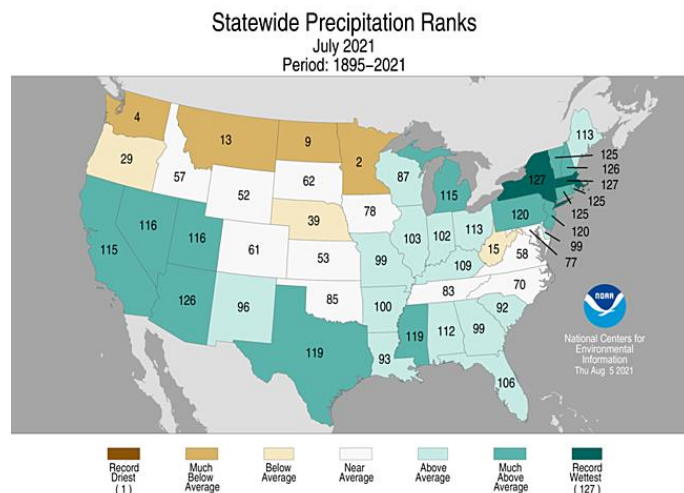 Statewide Precipitation Ranks
July 2021
Period: 1895–2021
4
13
9
2
113
29
57
52
62
87
115
127
125
126
127
125
125
120
99
77
116
116
61
39
78
103
102
113
120
15
58
115
53
99
109
83
70
126
96
85
100
92
119
119
112
99
93
106
NOAA
National Centers for
Environmental
Information
Thu Aug 5 2021
Record
Driest
(1)
Much
Below
Average
Below
Average
Near
Average
Above
Average
Much
Above
Average
Record
Wettest
(127)